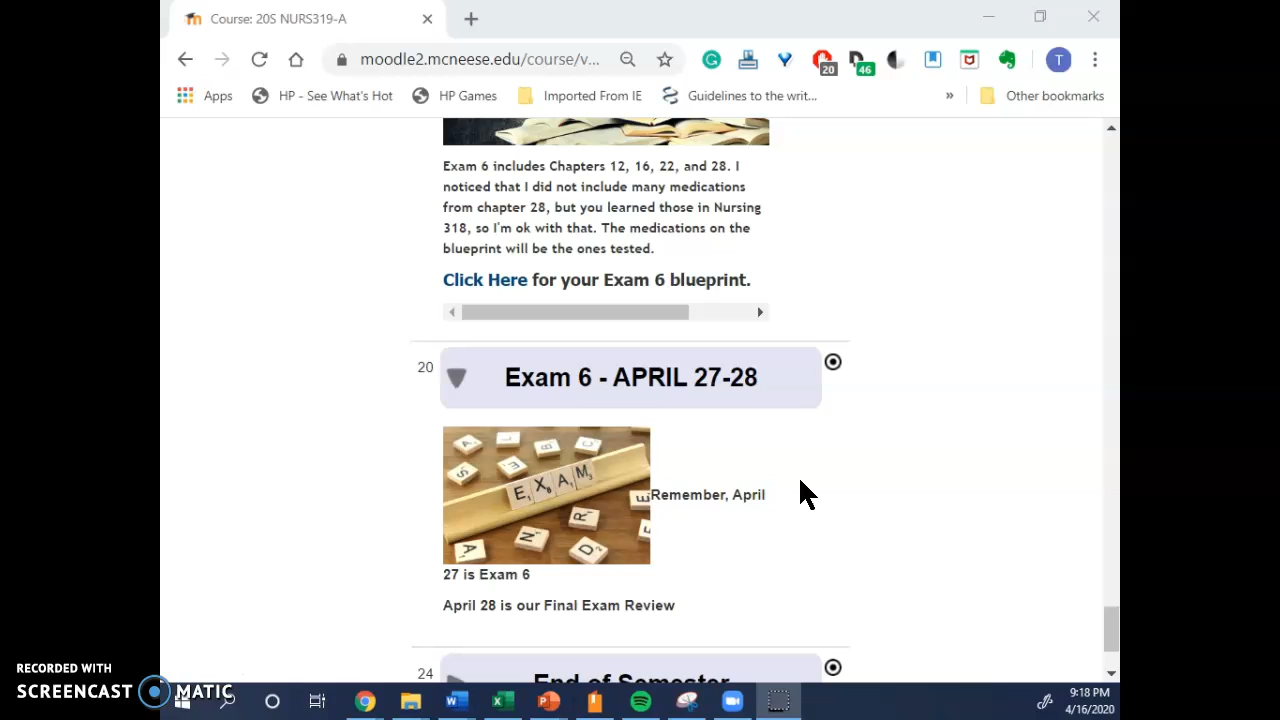 Course: 20S NURS319-A
moodle2.mcneese.edu/course/v...
20
46
T
Apps
HP - See What's Hot
HP Games
Imported From IE
Guidelines to the writ...
»
Other bookmarks
Exam 6 includes Chapters 12, 16, 22, and 28. I
noticed that I did not include many medications
from chapter 28, but you learned those in Nursing
318, so I'm ok with that. The medications on the
blueprint will be the ones tested.
Click Here for your Exam 6 blueprint.
20
Exam 6 - APRIL 27-28
EXAM
Remember, April
27 is Exam 6
April 28 is our Final Exam Review
24
End of Semester
RECORDED WITH
SCREENCAST MATIC
9:18 PM
4/16/2020